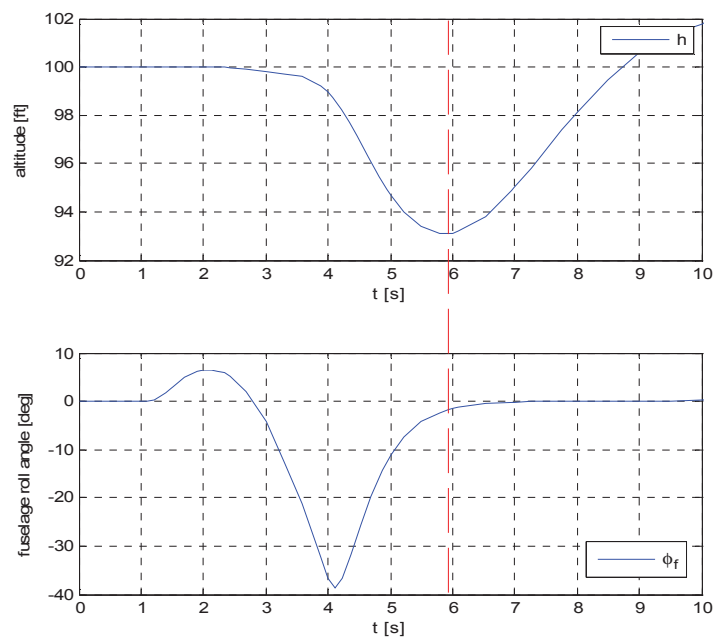 102
100
98
96
94
92
altitude [ft]
h
0 1 2 3 4 5 6 7 8 9 10
t [s]
10
0
-10
-20
-30
-40
fuselage roll angle [deg]
ϕf
0 1 2 3 4 5 6 7 8 9 10
t [s]